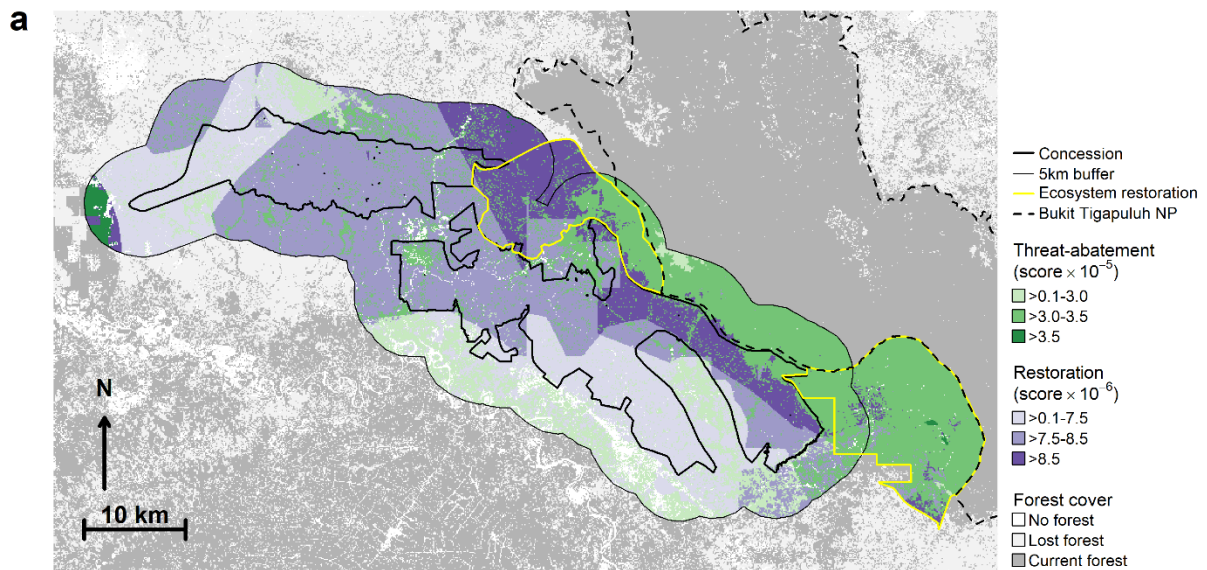 a
N
10 km
Concession
5km buffer
Ecosystem restoration
Bukit Tigapuluh NP
Threat-abatement
(score × 10⁻⁵)
>0.1-3.0
>3.0-3.5
>3.5
Restoration
(score × 10⁻⁶)
>0.1-7.5
>7.5-8.5
>8.5
Forest cover
No forest
Lost forest
Current forest